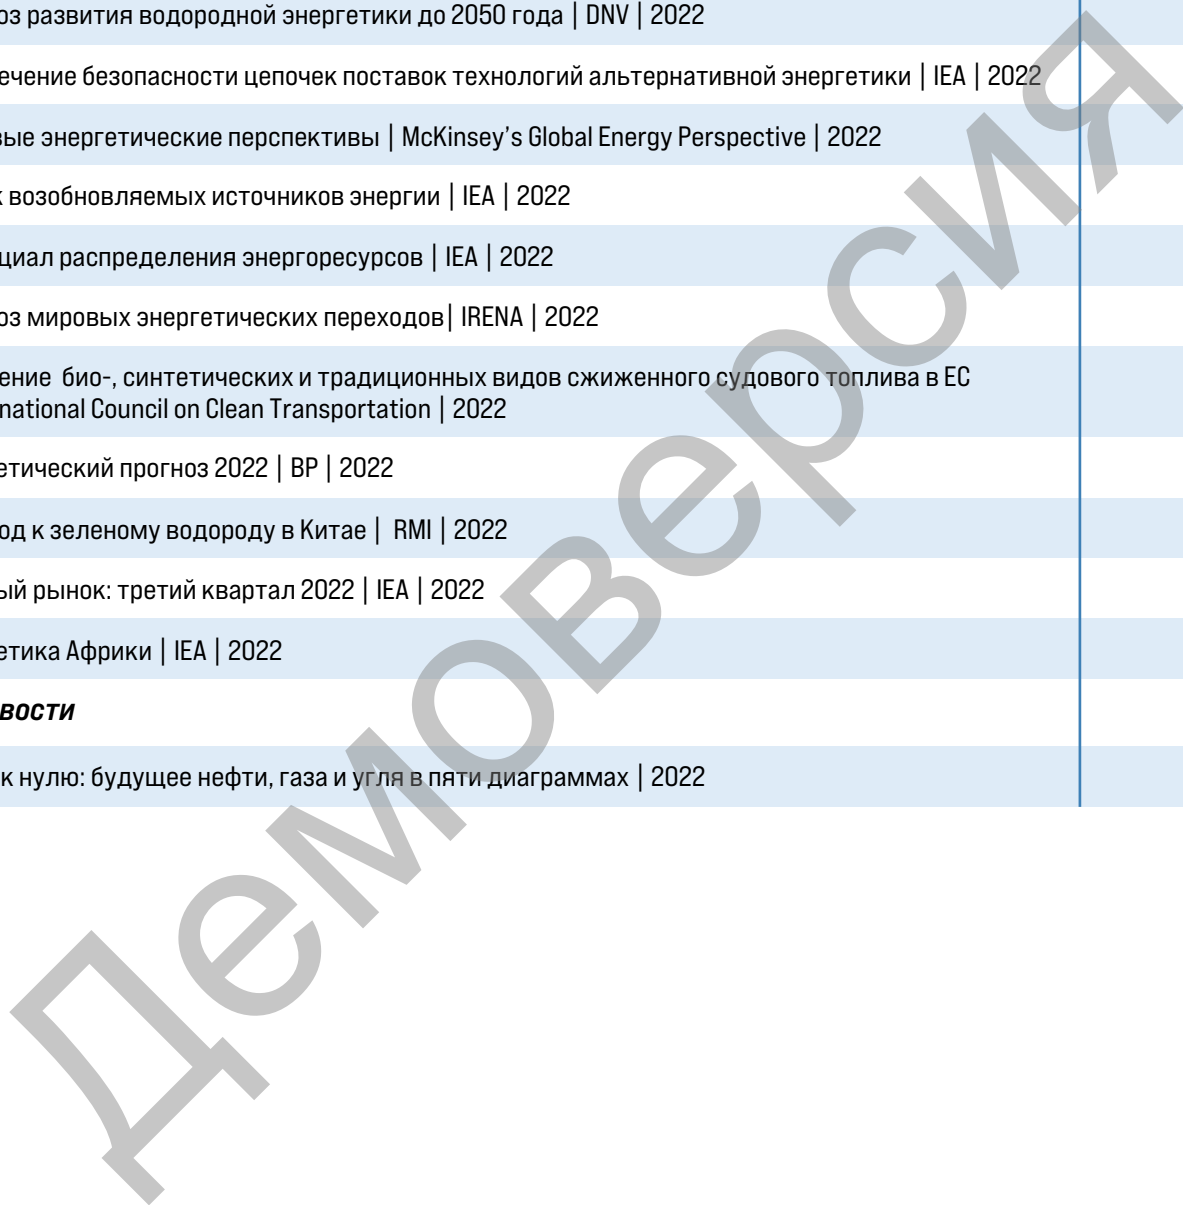 оз развития водородной энергетики до 2050 года | DNV | 2022
ечение безопасности цепочек поставок технологий альтернативной энергетики | IEA | 2022
вые энергетические перспективы | McKinsey's Global Energy Perspective | 2022
к возобновляемых источников энергии | IEA | 2022
циал распределения энергоресурсов | IEA | 2022
оз мировых энергетических переходов| IRENA | 2022
ение био-, синтетических и традиционных видов сжиженного судового топлива в ЕС
national Council on Clean Transportation | 2022
етический прогноз 2022 | BP | 2022
од к зеленому водороду в Китае | RMI | 2022
ый рынок: третий квартал 2022 | IEA | 2022
етика Африки | IEA | 2022
вости
к нулю: будущее нефти, газа и угля в пяти диаграммах | 2022
Демоверсия